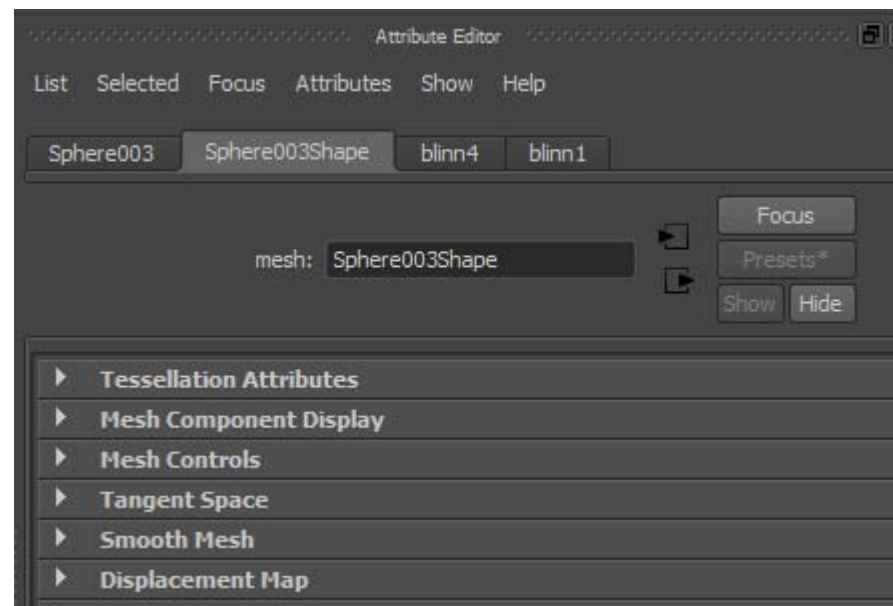 Attribute Editor
List Selected Focus Attributes Show Help
Sphere003 Sphere003Shape blinn4 blinn1
Focus
mesh: Sphere003Shape
Presets*
Show Hide
Tessellation Attributes
Mesh Component Display
Mesh Controls
Tangent Space
Smooth Mesh
Displacement Map